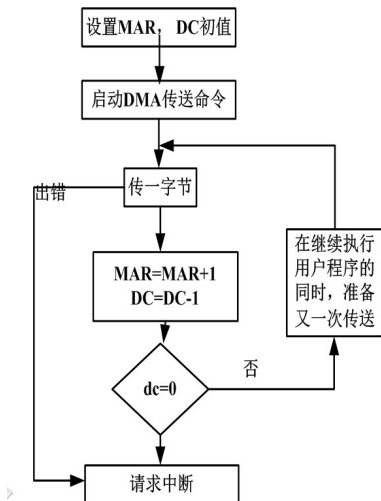 设置MAR，DC初值
启动DMA传送命令
出错
传一字节
在继续执行
用户程序的
同时，准备
又一次传送
MAR=MAR+1
DC=DC-1
否
dc=0
请求中断